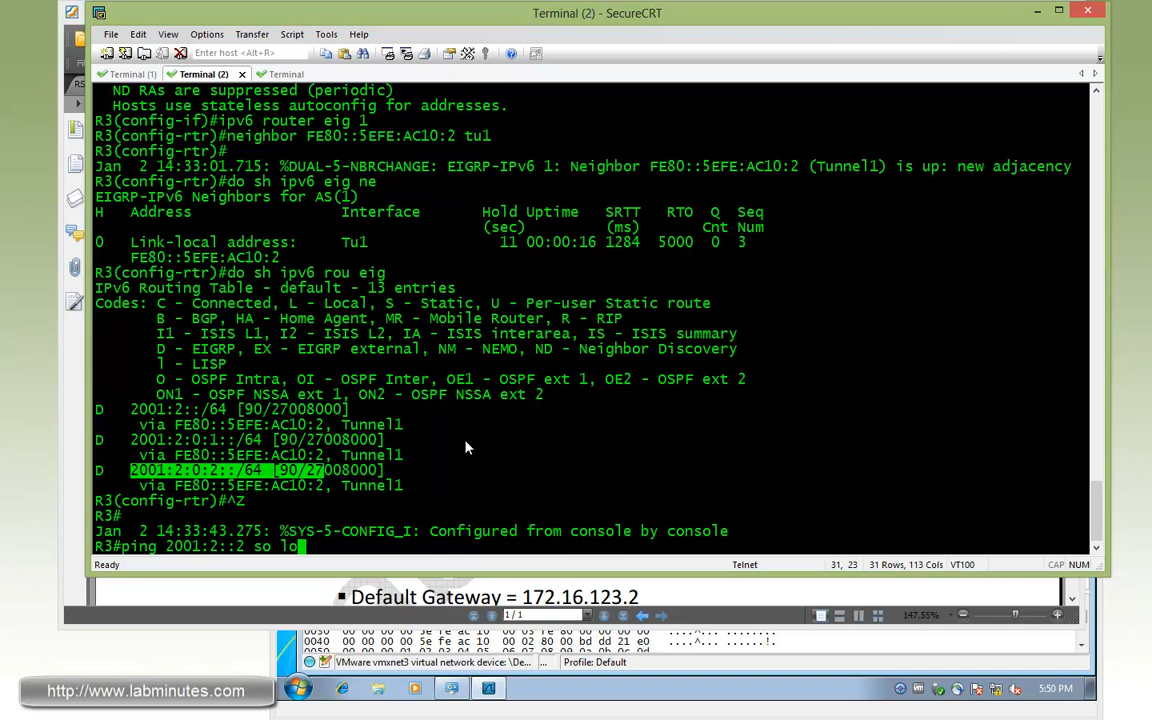 Terminal (2) - SecureCRT
File Edit View Options Transfer Script Tools Help
Enter host <Alt+R>
Terminal (1) Terminal (2) Terminal
ND RAs are suppressed (periodic)
Hosts use stateless autoconfig for addresses.
R3(config-if)#ipv6 router eig 1
R3(config-rtr)#neighbor FE80::5EFE:AC10:2 tu1
R3(config-rtr)#
Jan 2 14:33:01.715: %DUAL-5-NBRCHANGE: EIGRP-IPv6 1: Neighbor FE80::5EFE:AC10:2 (Tunnel1) is up: new adjacency
R3(config-rtr)#do sh ipv6 eig ne
EIGRP-IPv6 Neighbors for AS(1)
H Address Interface Hold Uptime SRTT RTO Q Seq
(sec) (ms) Cnt Num
0 Link-local address: Tu1 11 00:00:16 1284 5000 0 3
FE80::5EFE:AC10:2
R3(config-rtr)#do sh ipv6 rou eig
IPv6 Routing Table - default - 13 entries
Codes: C - Connected, L - Local, S - Static, U - Per-user Static route
B - BGP, HA - Home Agent, MR - Mobile Router, R - RIP
I1 - ISIS L1, I2 - ISIS L2, IA - ISIS interarea, IS - ISIS summary
D - EIGRP, EX - EIGRP external, NM - NEMO, ND - Neighbor Discovery
l - LISP
O - OSPF Intra, OI - OSPF Inter, OE1 - OSPF ext 1, OE2 - OSPF ext 2
ON1 - OSPF NSSA ext 1, ON2 - OSPF NSSA ext 2
D 2001:2::/64 [90/27008000]
via FE80::5EFE:AC10:2, Tunnel1
D 2001:2:0:1::/64 [90/27008000]
via FE80::5EFE:AC10:2, Tunnel1
D 2001:2:0:2::/64 [90/27008000]
via FE80::5EFE:AC10:2, Tunnel1
R3(config-rtr)#^Z
R3#
Jan 2 14:33:43.275: %SYS-5-CONFIG_I: Configured from console by console
R3#ping 2001:2::2 so lo
Ready Telnet 31, 23 31 Rows, 113 Cols VT100 CAP NUM
▪ Default Gateway = 172.16.123.2
1 / 1 147.55%
0040 00 00 00 00 5e fe ac 10 00 02 80 00 bd dd 21 e0
VMware vmxnet3 virtual network device: \De... ... Profile: Default
http://www.labminutes.com
5:50 PM